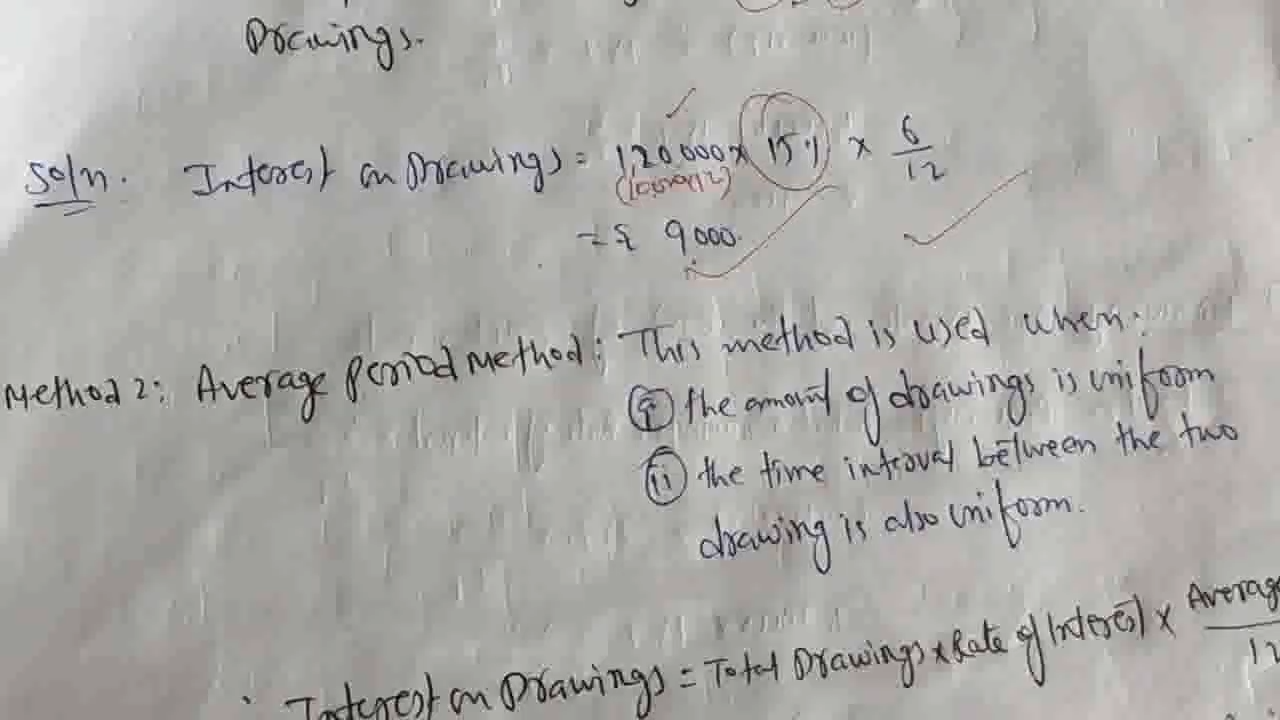 Drawings.
Soln. Interest on Drawings = 120000 x 15% x 6/12
(10000x12)
= ₹ 9000.
Method 2: Average Period Method: This method is used when:
(i) the amount of drawings is uniform
(ii) the time interval between the two
drawing is also uniform.
Interest on Drawings = Total Drawings x Rate of Interest x Average
12